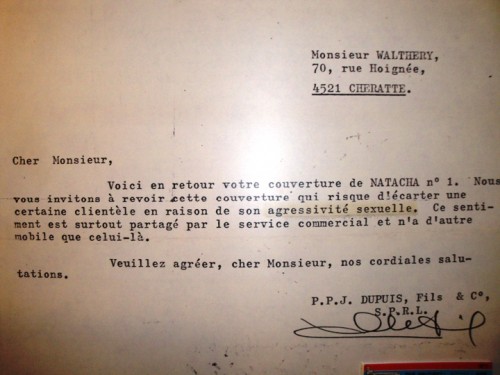 Monsieur WALTHERY,
70, rue Hoignée,
4521 CHERATTE.
Cher Monsieur,
Voici en retour votre couverture de NATACHA n° 1. Nous
vous invitons à revoir cette couverture qui risque d'écarter une
certaine clientèle en raison de son agressivité sexuelle. Ce senti-
ment est surtout partagé par le service commercial et n'a d'autre
mobile que celui-là.
Veuillez agréer, cher Monsieur, nos cordiales salu-
tations.
P.P.J. DUPUIS, Fils & C°,
S.P.R.L.